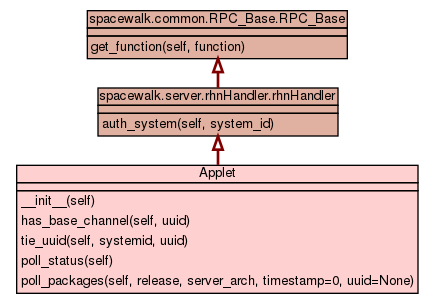 spacewalk.common.RPC_Base.RPC_Base
get_function(self, function)
spacewalk.server.rhnHandler.rhnHandler
auth_system(self, system_id)
Applet
__init__(self)
has_base_channel(self, uuid)
tie_uuid(self, systemid, uuid)
poll_status(self)
poll_packages(self, release, server_arch, timestamp=0, uuid=None)